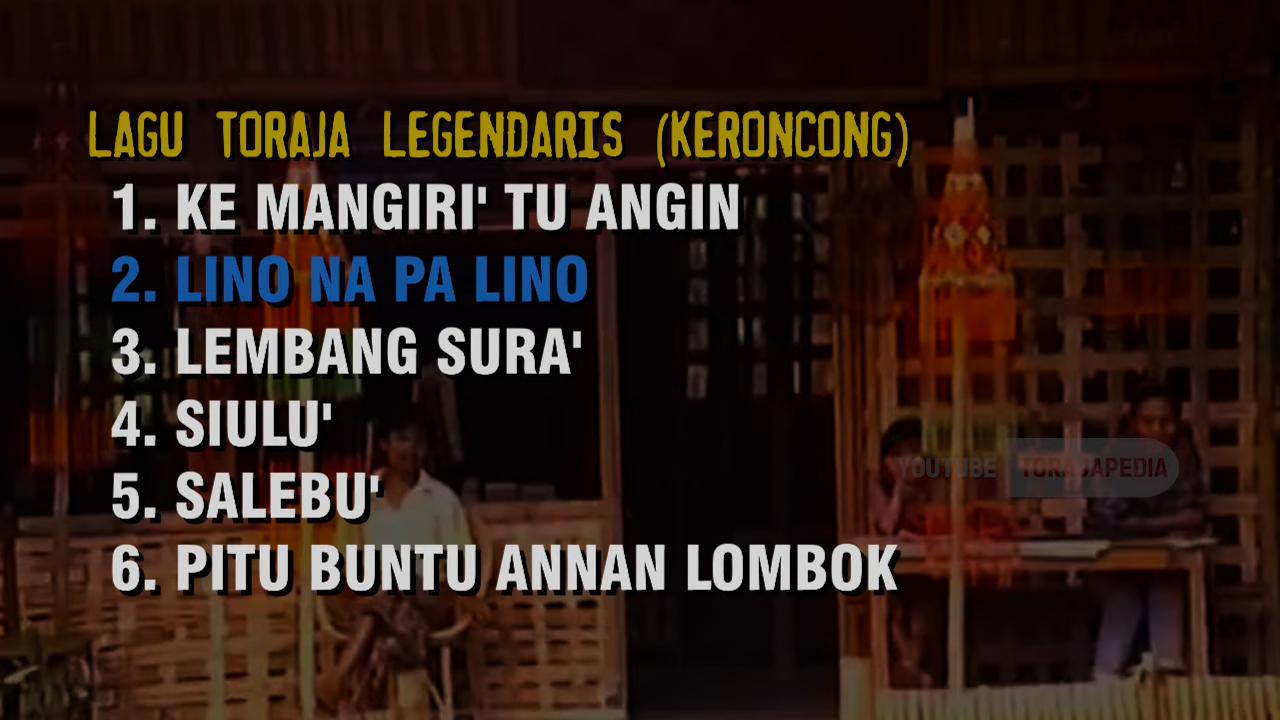 LAGU TORAJA LEGENDARIS (KERONCONG)
1. KE MANGIRI' TU ANGIN
2. LINO NA PA LINO
3. LEMBANG SURA'
4. SIULU'
5. SALEBU'
6. PITU BUNTU ANNAN LOMBOK
YOUTUBE TORAJAPEDIA